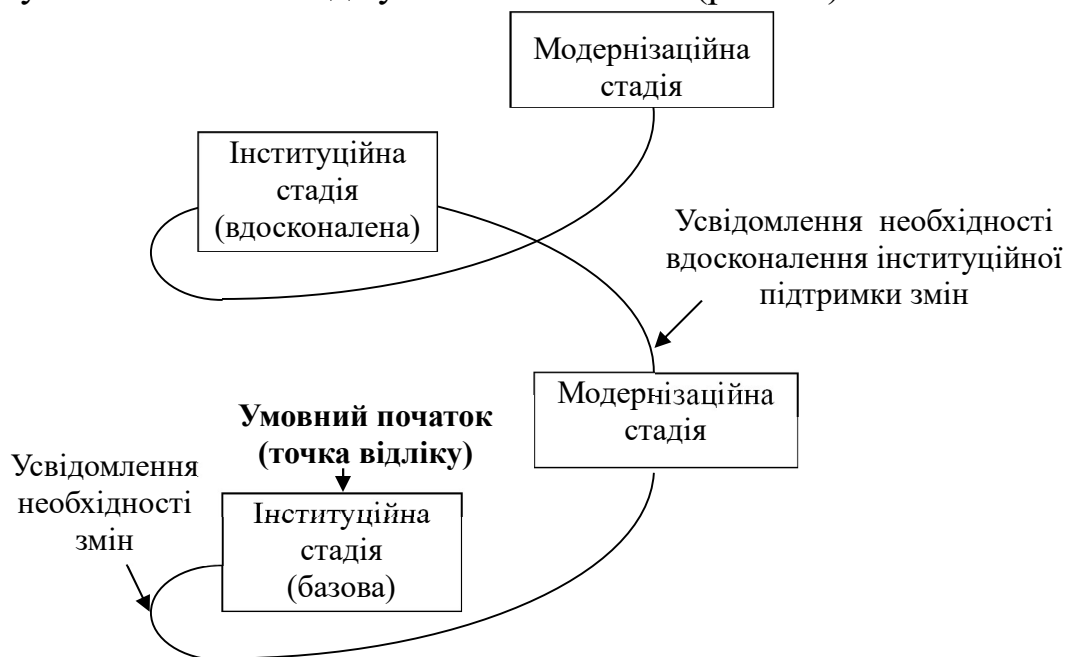 Модернізаційна
стадія
Інституційна
стадія
(вдосконалена)
Усвідомлення необхідності
вдосконалення інституційної
підтримки змін
Модернізаційна
стадія
Умовний початок
(точка відліку)
Усвідомлення
необхідності
змін
Інституційна
стадія
(базова)